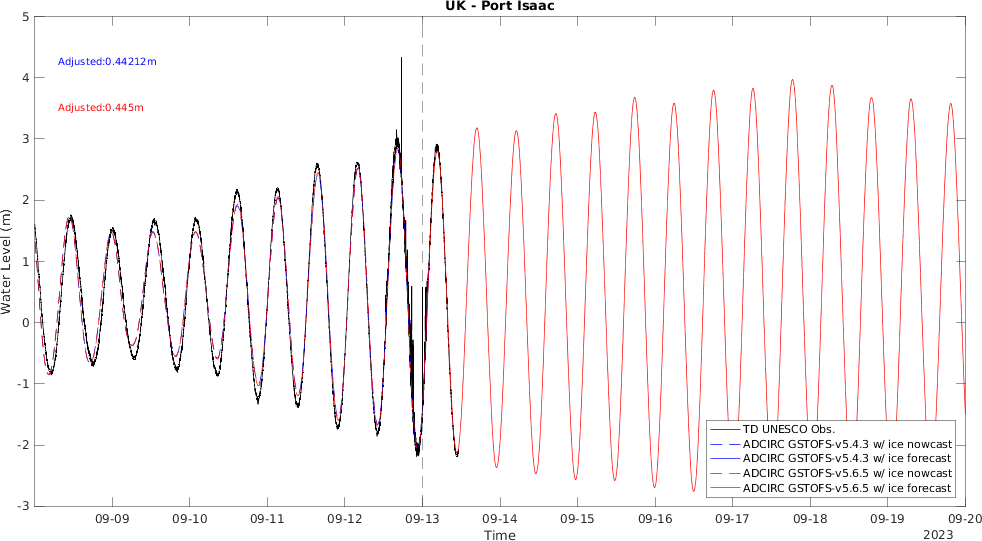 UK - Port Isaac
Adjusted:0.44212m
Adjusted:0.445m
Water Level (m)
5
4
3
2
1
0
-1
-2
-3
09-09
09-10
09-11
09-12
09-13
09-14
09-15
09-16
09-17
09-18
09-19
09-20
Time
2023
TD UNESCO Obs.
ADCIRC GSTOFS-v5.4.3 w/ ice nowcast
ADCIRC GSTOFS-v5.4.3 w/ ice forecast
ADCIRC GSTOFS-v5.6.5 w/ ice nowcast
ADCIRC GSTOFS-v5.6.5 w/ ice forecast